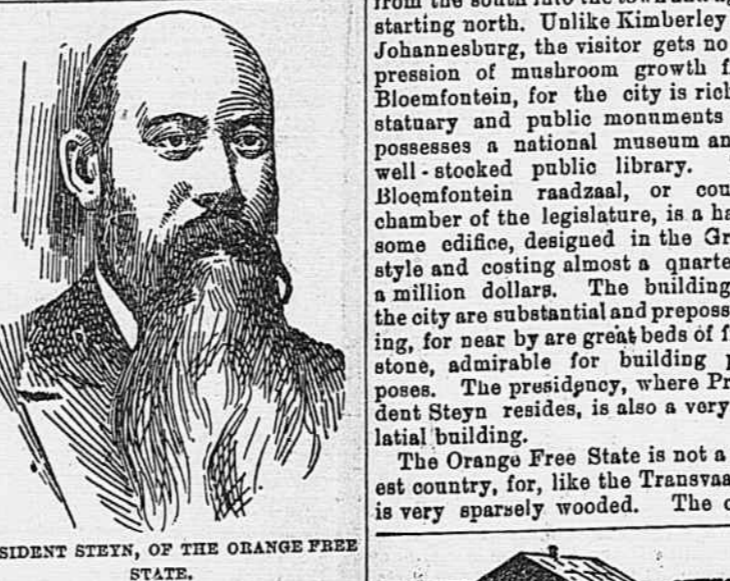 SIDENT STEYN, OF THE ORANGE FREE
STATE.
from the south into the town
starting north. Unlike Kimberley
Johannesburg, the visitor gets no
pression of mushroom growth f
Bloemfontein, for the city is rich
statuary and public monuments
possesses a national museum an
well-stocked public library.
Bloemfontein raadzaal, or cou
chamber of the legislature, is a ha
some edifice, designed in the Gr
style and costing almost a quarte
a million dollars. The building
the city are substantial and preposs
ing, for near by are great beds of f
stone, admirable for building p
poses. The presidency, where Pr
dent Steyn resides, is also a very
latial building.
The Orange Free State is not a
est country, for, like the Transvaa
is very sparsely wooded. The c